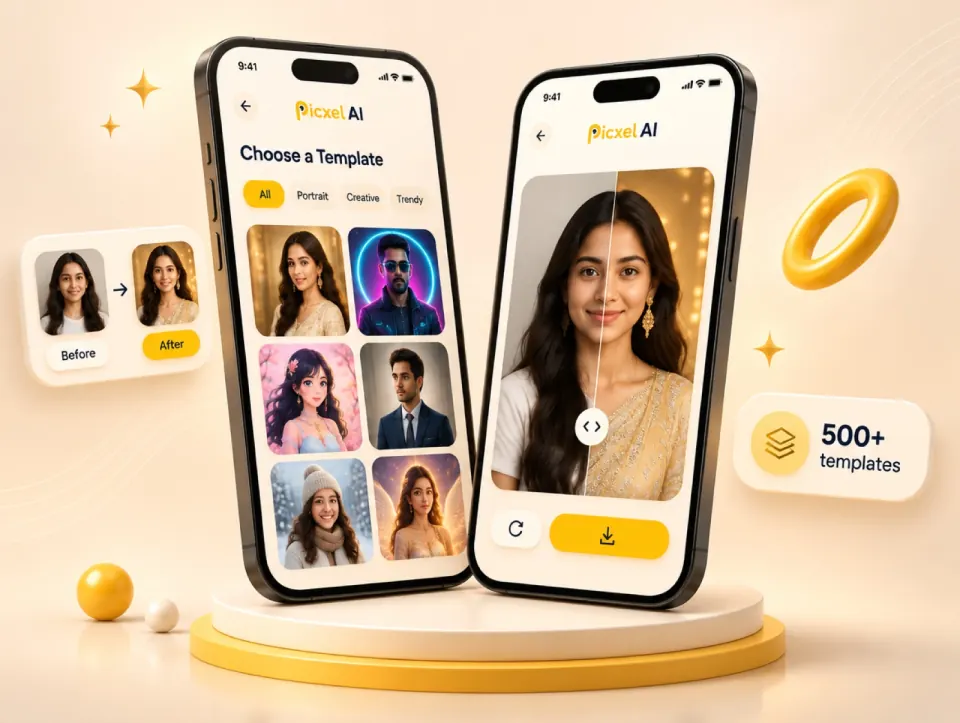 9:41
Picxel AI
Choose a Template
All Portrait Creative Trendy
Before
After
9:41
Picxel AI
500+
templates